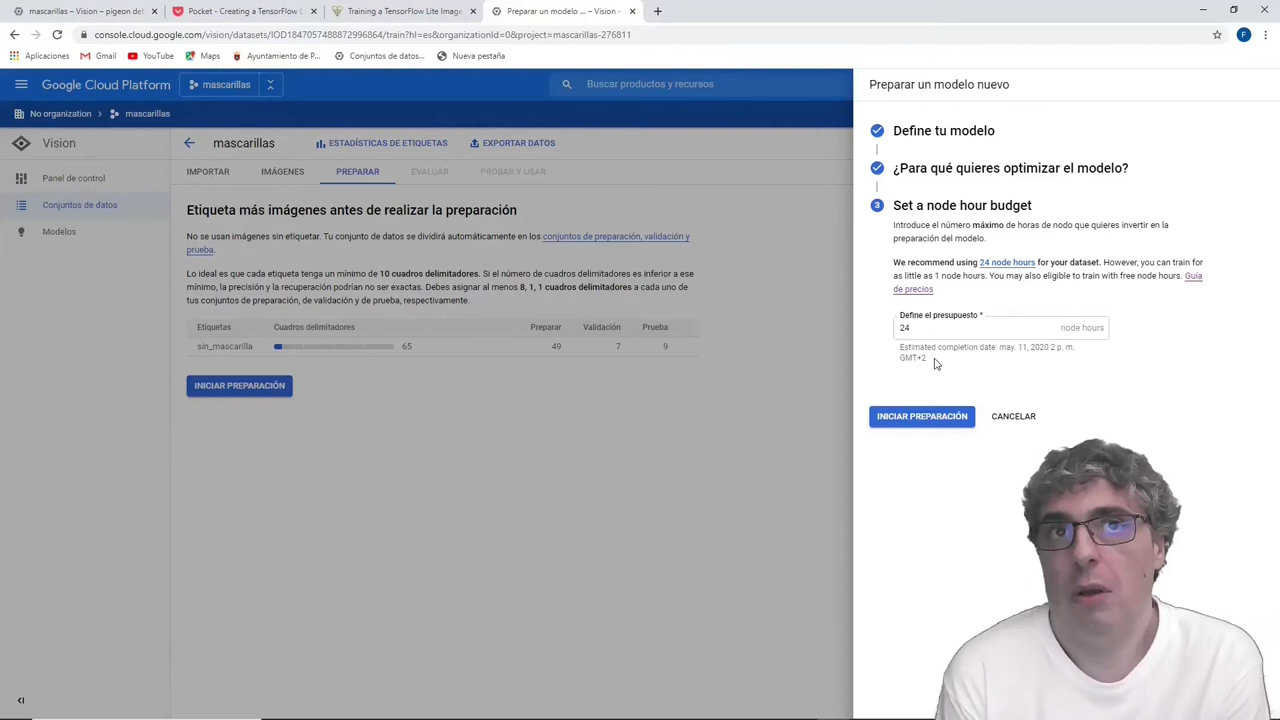 mascarillas – Vision – pigeon det
Pocket - Creating a TensorFlow L
Training a TensorFlow Lite Image
Preparar un modelo ... – Vision –
console.cloud.google.com/vision/datasets/IOD1847057488872996864/train?hl=es&organizationId=0&project=mascarillas-276811
F
Aplicaciones
Gmail
YouTube
Maps
Ayuntamiento de P...
Conjuntos de datos...
Nueva pestaña
Google Cloud Platform
mascarillas
Buscar productos y recursos
No organization
mascarillas
Vision
Panel de control
Conjuntos de datos
Modelos
mascarillas
ESTADÍSTICAS DE ETIQUETAS
EXPORTAR DATOS
IMPORTAR
IMÁGENES
PREPARAR
EVALUAR
PROBAR Y USAR
Etiqueta más imágenes antes de realizar la preparación
No se usan imágenes sin etiquetar. Tu conjunto de datos se dividirá automáticamente en los conjuntos de preparación, validación y
prueba.
Lo ideal es que cada etiqueta tenga un mínimo de 10 cuadros delimitadores. Si el número de cuadros delimitadores es inferior a ese
mínimo, la precisión y la recuperación podrían no ser exactas. Debes asignar al menos 8, 1, 1 cuadros delimitadores a cada uno de
tus conjuntos de preparación, de validación y de prueba, respectivamente.
Etiquetas Cuadros delimitadores Preparar Validación Prueba
sin_mascarilla 65 49 7 9
INICIAR PREPARACIÓN
Preparar un modelo nuevo
Define tu modelo
¿Para qué quieres optimizar el modelo?
3 Set a node hour budget
Introduce el número máximo de horas de nodo que quieres invertir en la
preparación del modelo.
We recommend using 24 node hours for your dataset. However, you can train for
as little as 1 node hours. You may also eligible to train with free node hours. Guía
de precios
Define el presupuesto *
24 node hours
Estimated completion date: may. 11, 2020 2 p. m.
GMT+2
INICIAR PREPARACIÓN
CANCELAR